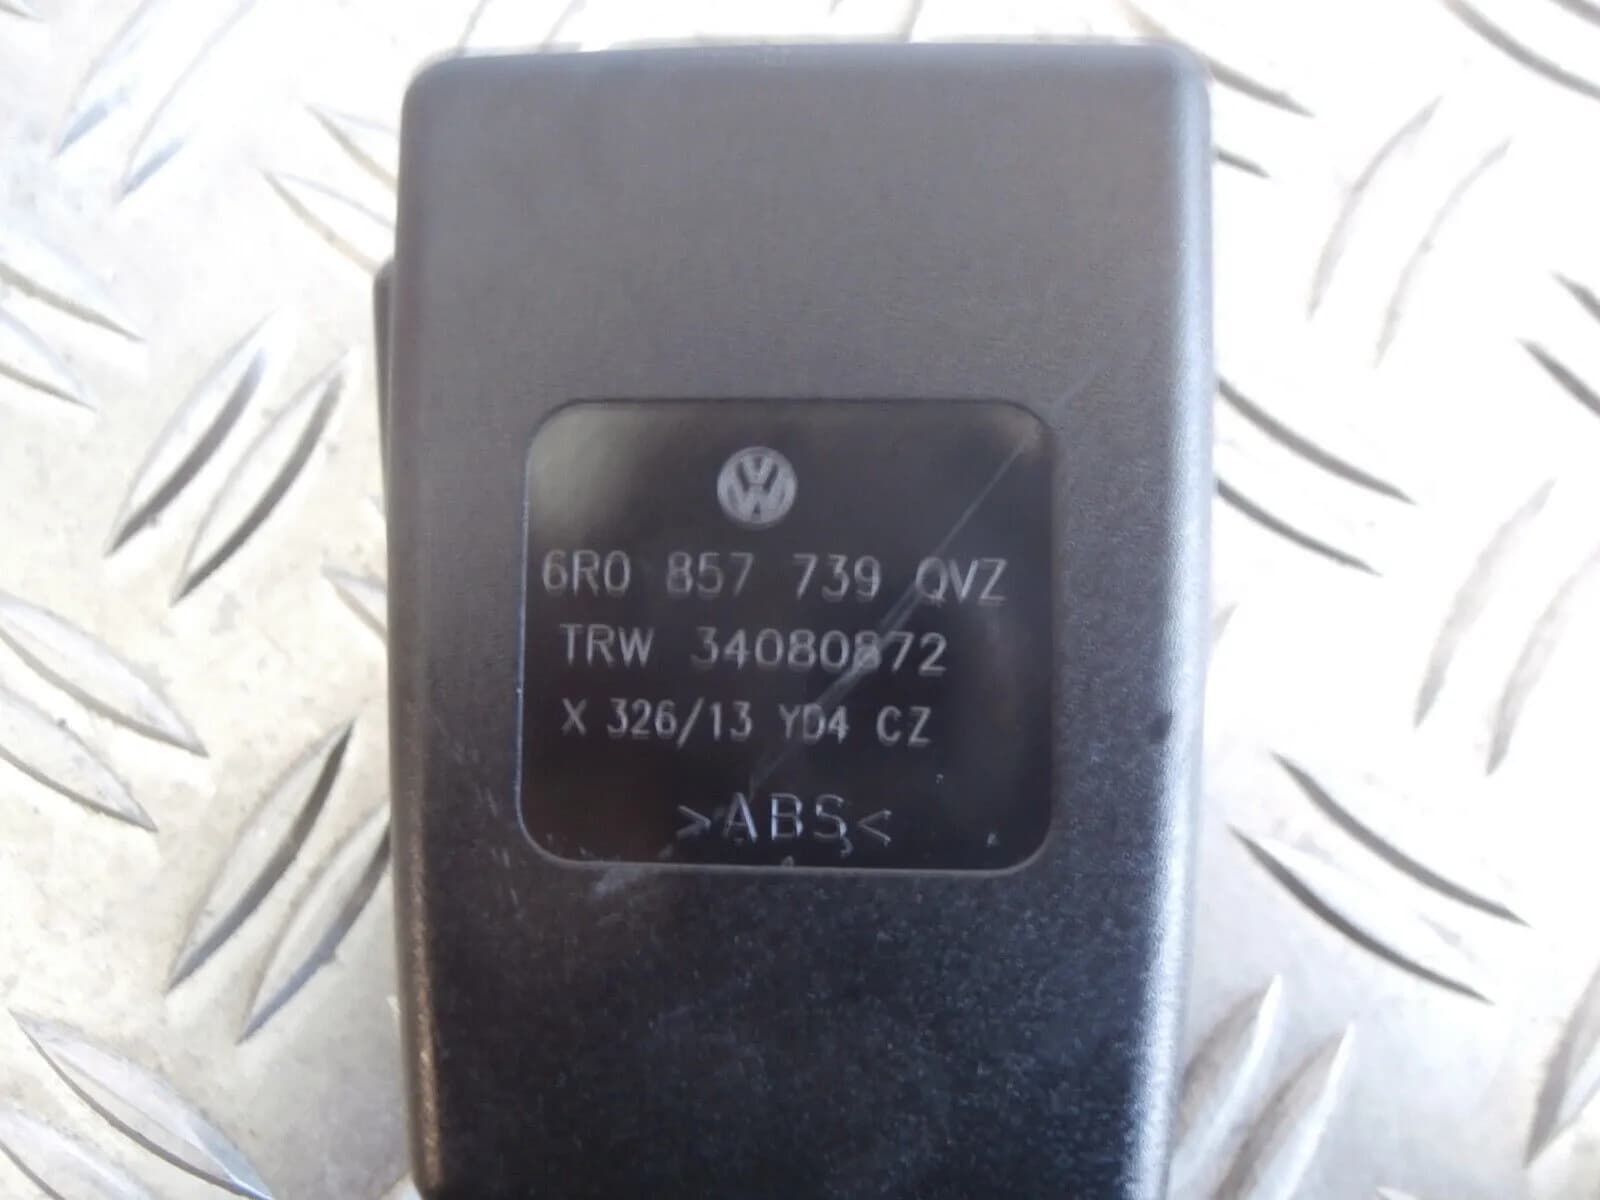 6R0 857 739 QVZ
TRW 34080872
X 326/13 YD4 CZ
>ABS<